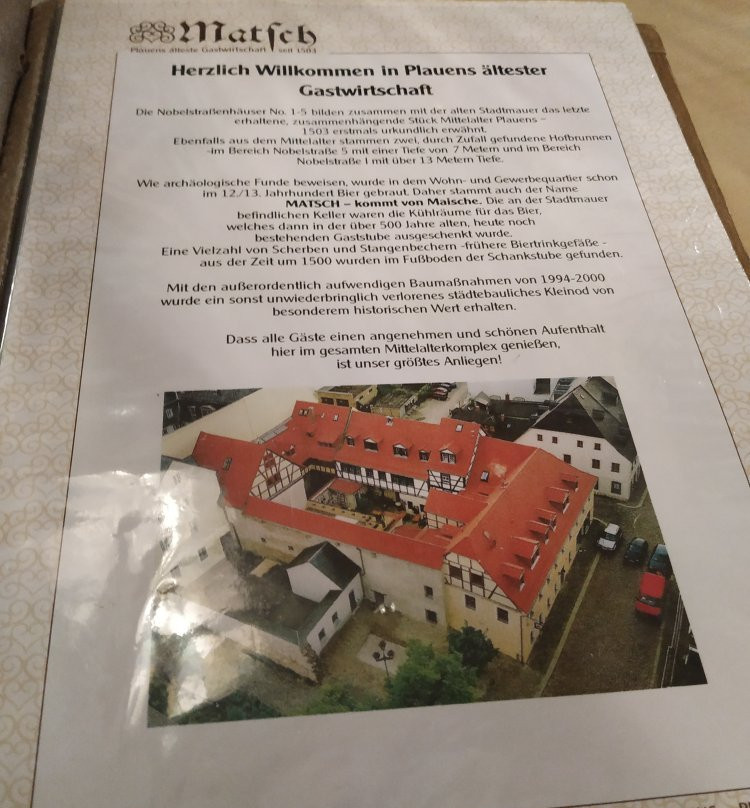 Matsch
Plauens älteste Gastwirtschaft seit 1503
Herzlich Willkommen in Plauens ältester
Gastwirtschaft
Die Nobelstraßenhäuser No. 1-5 bilden zusammen mit der alten Stadtmauer das letzte
erhaltene, zusammenhängende Stück Mittelalter Plauens –
1503 erstmals urkundlich erwähnt.
Ebenfalls aus dem Mittelalter stammen zwei, durch Zufall gefundene Hofbrunnen
-im Bereich Nobelstraße 5 mit einer Tiefe von 7 Metern und im Bereich
Nobelstraße 1 mit über 13 Metern Tiefe.
Wie archäologische Funde beweisen, wurde in dem Wohn- und Gewerbequartier schon
im 12./13. Jahrhundert Bier gebraut. Daher stammt auch der Name
MATSCH – kommt von Maische. Die an der Stadtmauer
befindlichen Keller waren die Kühlräume für das Bier,
welches dann in der über 500 Jahre alten, heute noch
bestehenden Gaststube ausgeschenkt wurde.
Eine Vielzahl von Scherben und Stangenbechern -frühere Biertrinkgefäße -
aus der Zeit um 1500 wurden im Fußboden der Schankstube gefunden.
Mit den außerordentlich aufwendigen Baumaßnahmen von 1994-2000
wurde ein sonst unwiederbringlich verlorenes städtebauliches Kleinod von
besonderem historischen Wert erhalten.
Dass alle Gäste einen angenehmen und schönen Aufenthalt
hier im gesamten Mittelalterkomplex genießen,
ist unser größtes Anliegen!